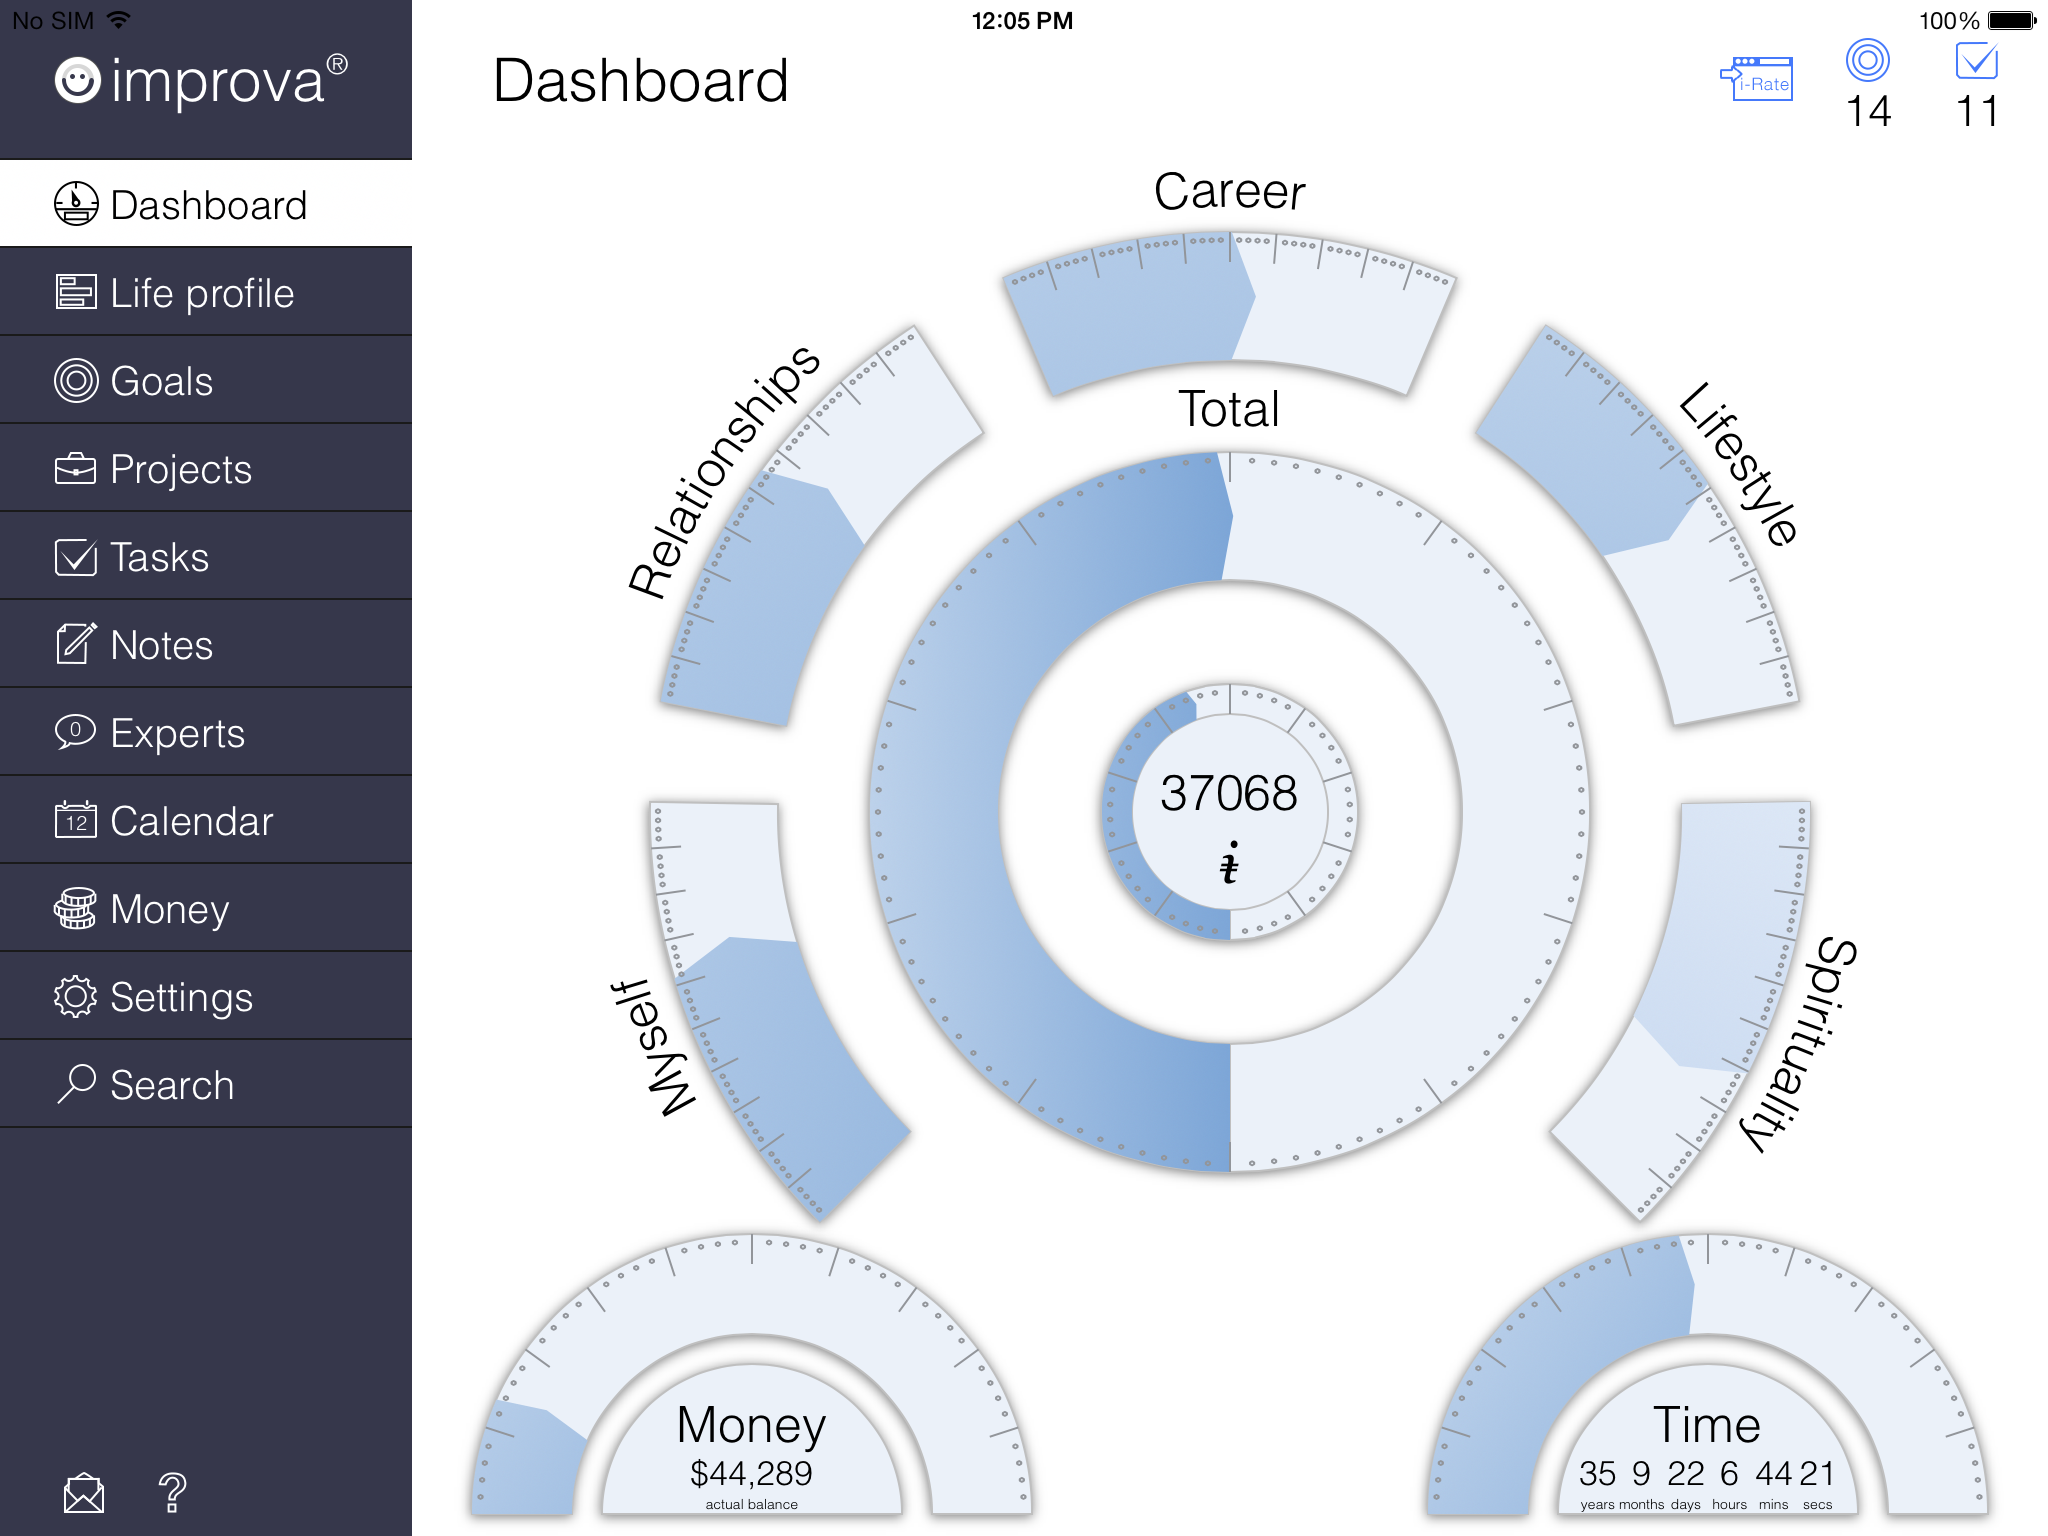 No SIM
12:05 PM
100%
improva®
Dashboard
i-Rate
14
11
Dashboard
Life profile
Goals
Projects
Tasks
Notes
0
Experts
12
Calendar
Money
Settings
Search
?
Career
Relationships
Lifestyle
Total
37068
i
Myself
Spirituality
Money
$44,289
actual balance
Time
35 9 22 6 44 21
years months days hours mins secs